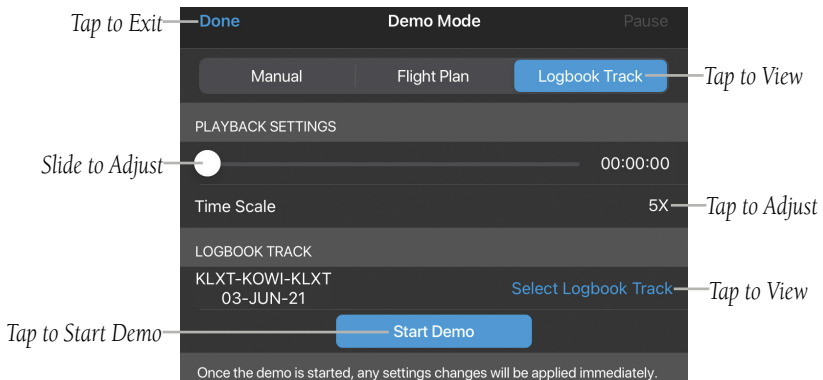 Tap to Exit Done Demo Mode Pause
Manual Flight Plan Logbook Track Tap to View
PLAYBACK SETTINGS
Slide to Adjust 00:00:00
Time Scale 5X Tap to Adjust
LOGBOOK TRACK
KLXT-KOWI-KLXT
03-JUN-21
Select Logbook Track Tap to View
Tap to Start Demo Start Demo
Once the demo is started, any settings changes will be applied immediately.